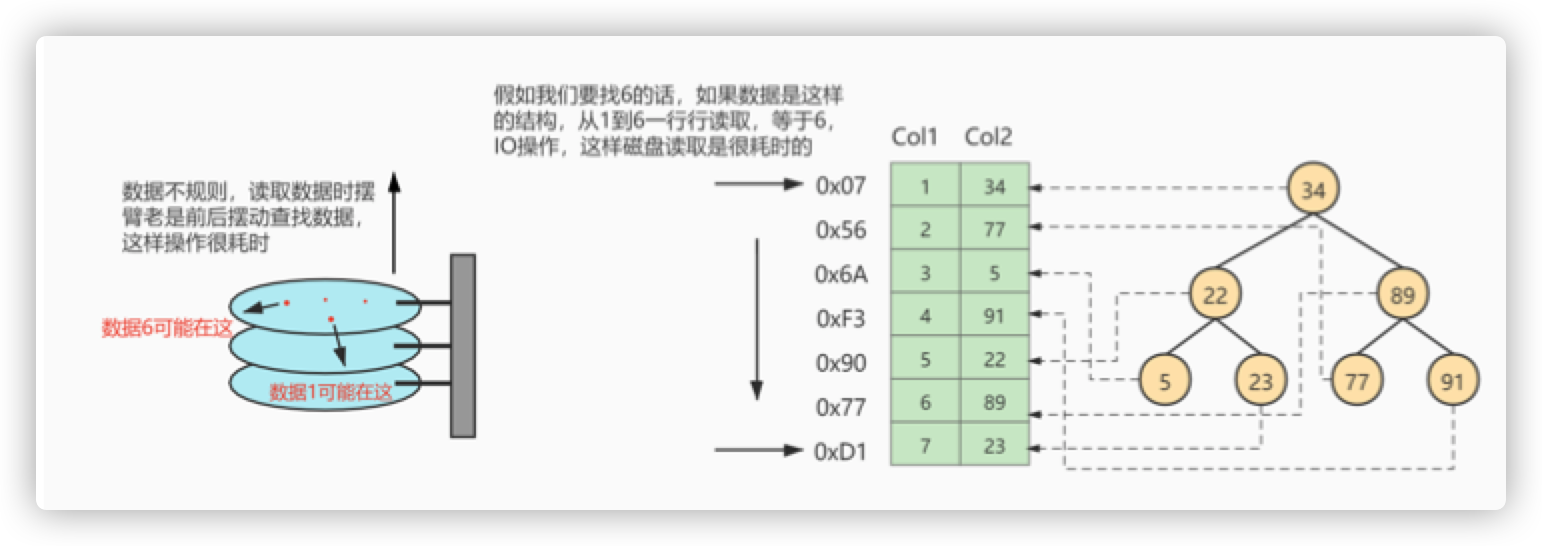 假如我们要找6的话，如果数据是这样
的结构，从1到6一行行读取，等于6，
IO操作，这样磁盘读取是很耗时的
数据不规则，读取数据时摆
臂老是前后摆动查找数据，
这样操作很耗时
数据6可能在这
数据1可能在这
Col1 Col2
0x07 1 34
0x56 2 77
0x6A 3 5
0xF3 4 91
0x90 5 22
0x77 6 89
0xD1 7 23
34
22 89
5 23 77 91